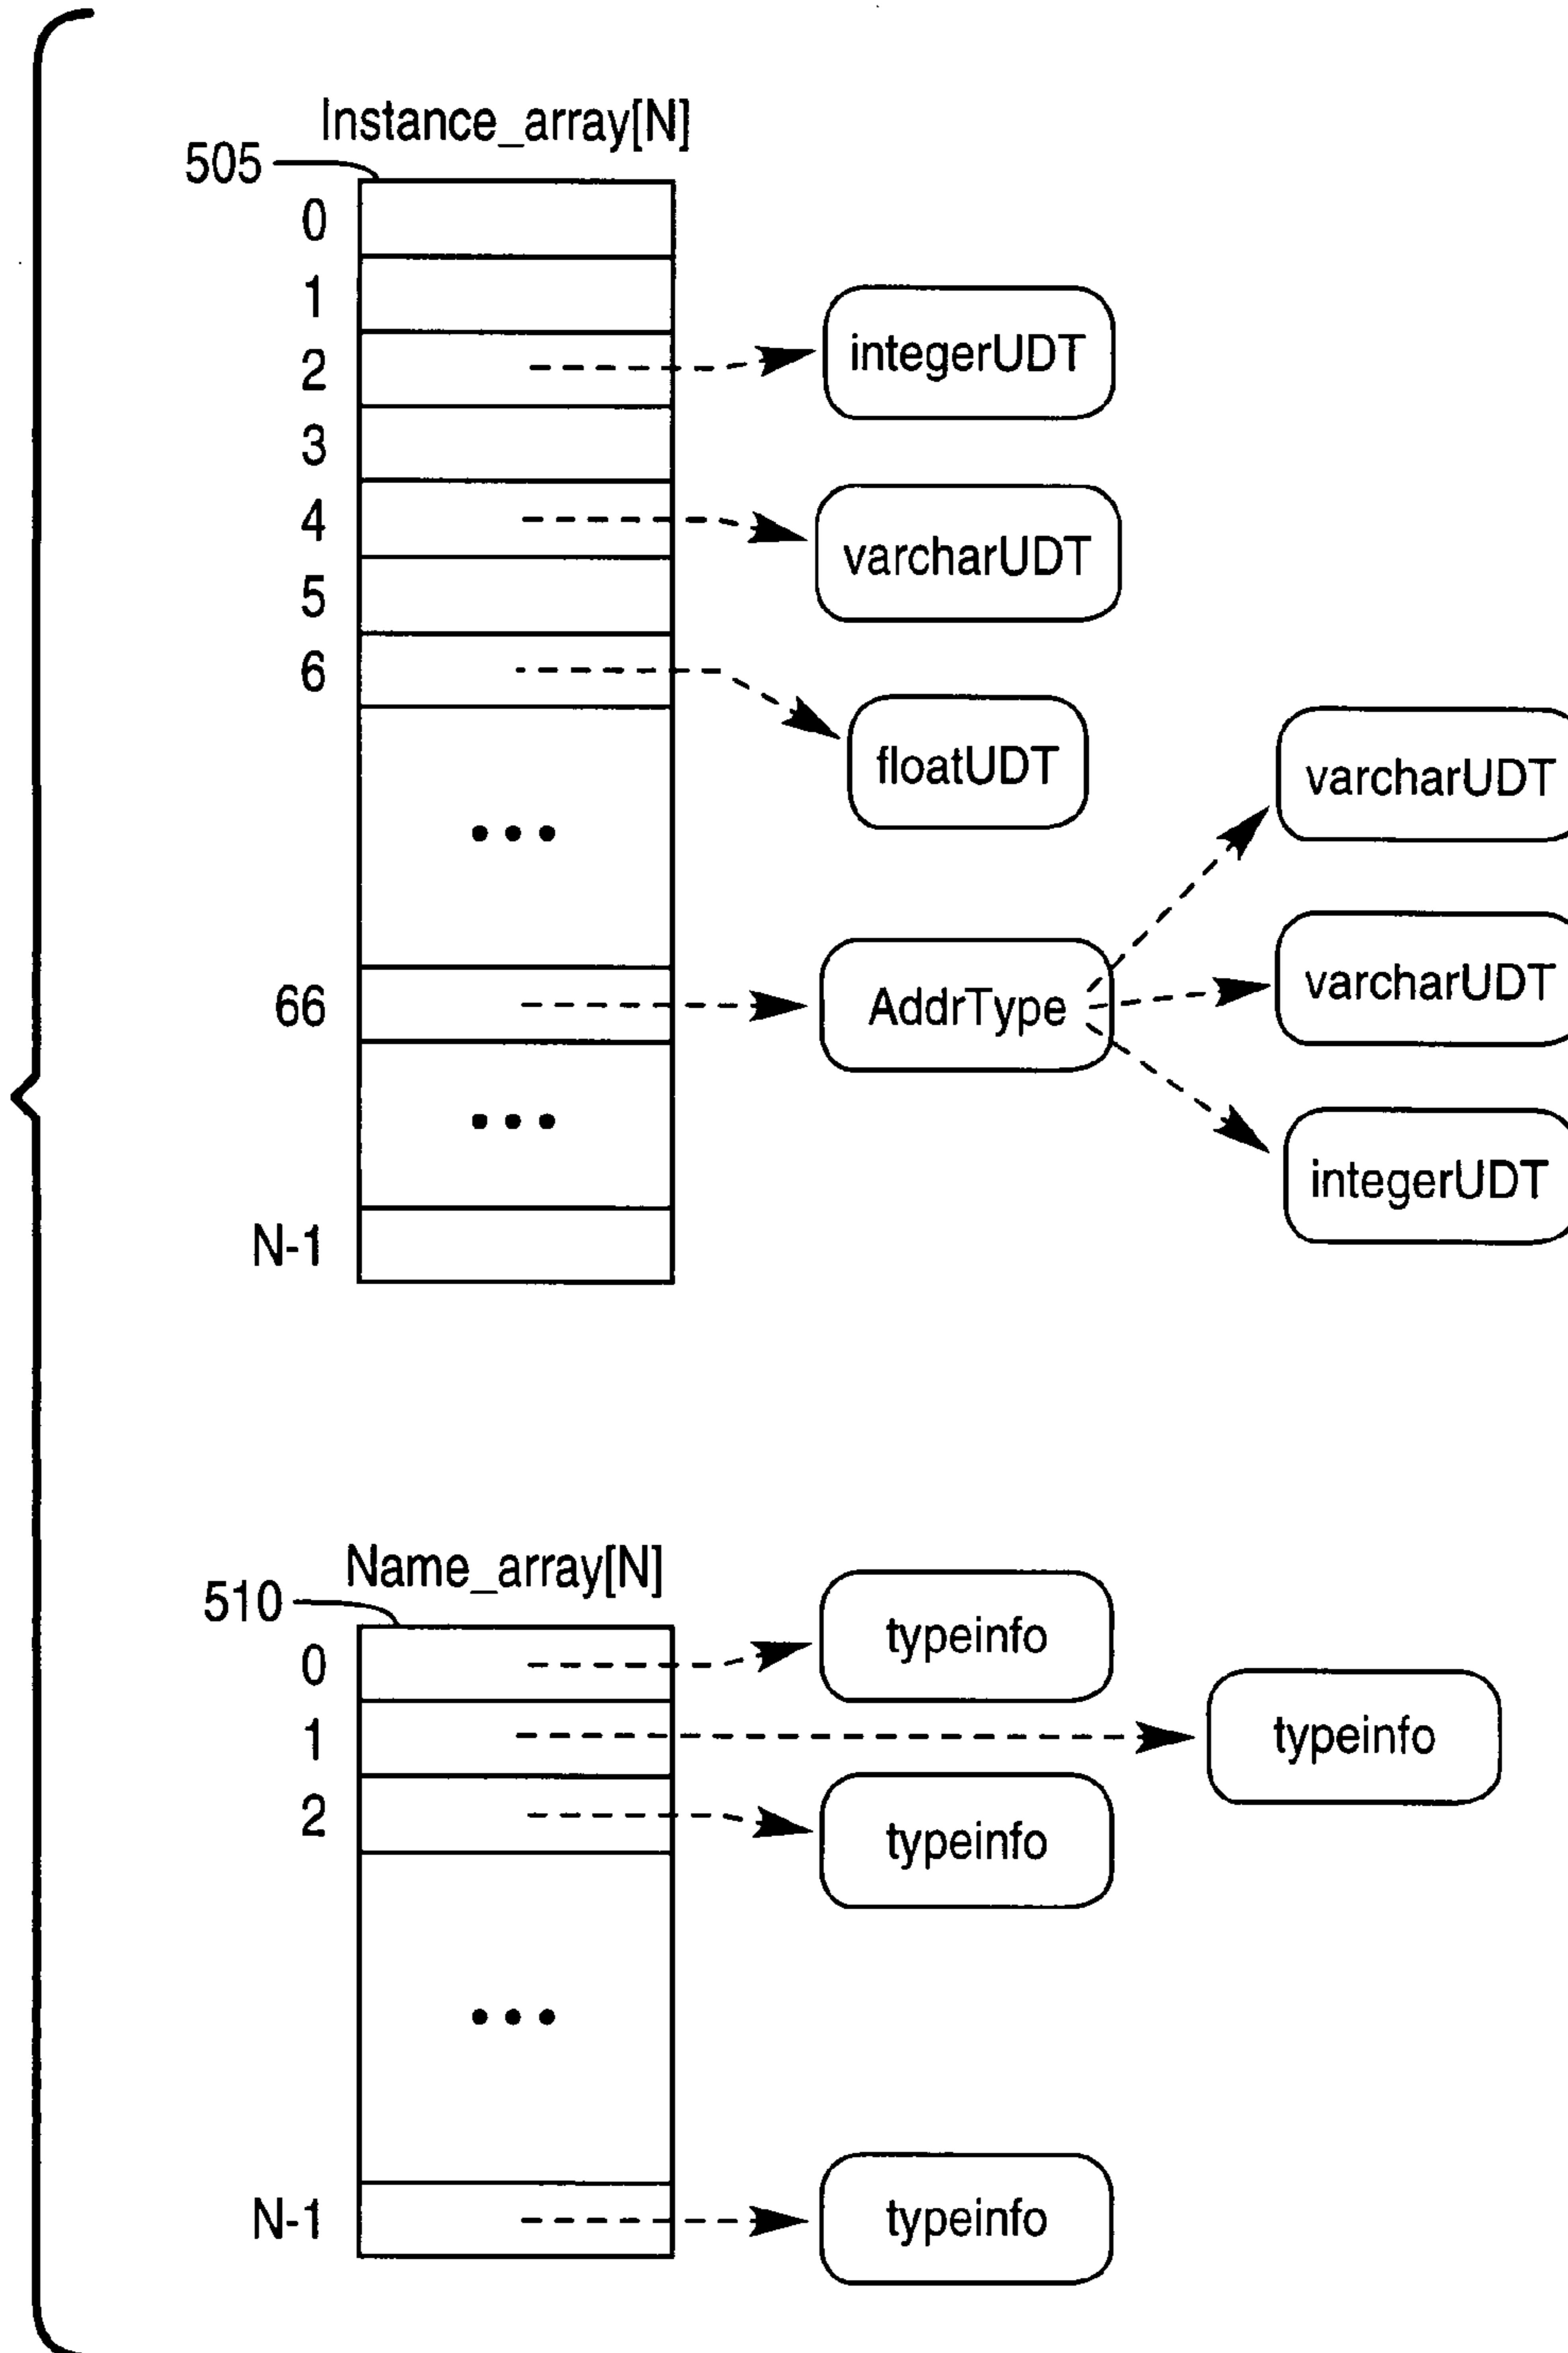 Instance_array[N]
505
0
1
2
integerUDT
3
4
varcharUDT
5
6
floatUDT
varcharUDT
...
varcharUDT
66
AddrType
...
integerUDT
N-1
Name_array[N]
510
0
typeinfo
1
typeinfo
2
typeinfo
...
N-1
typeinfo